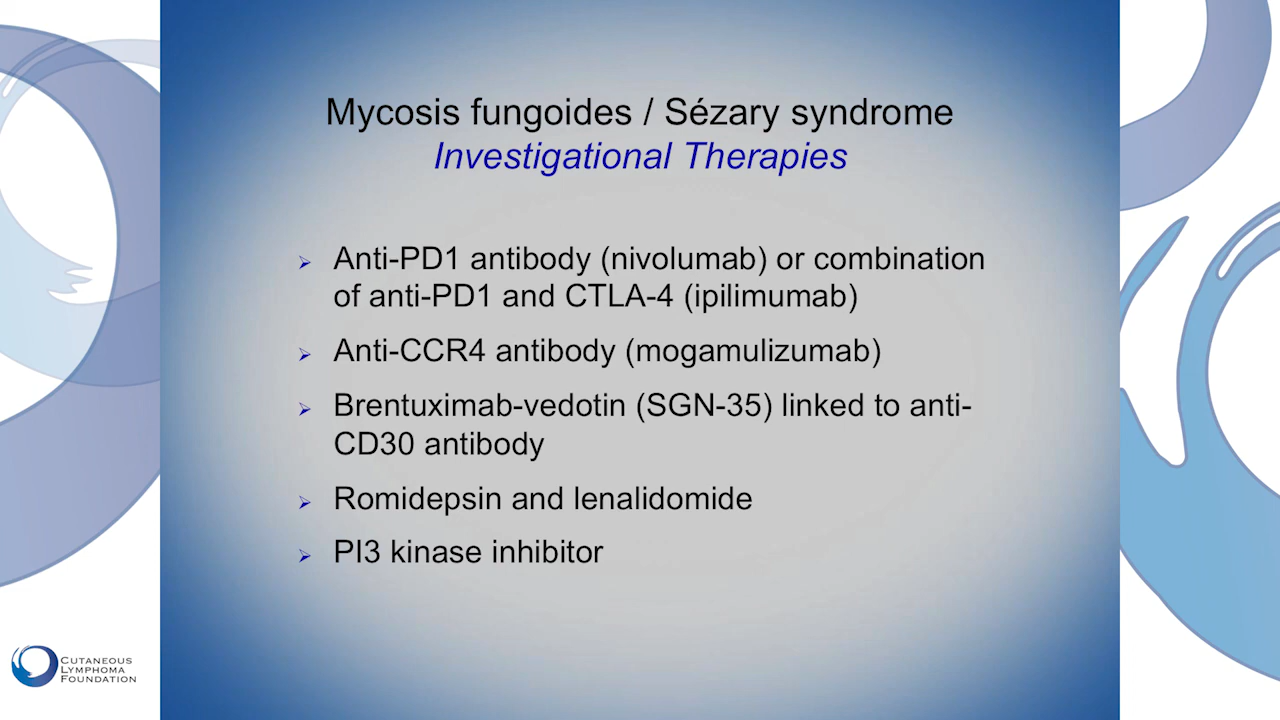 Mycosis fungoides / Sézary syndrome
Investigational Therapies
Anti-PD1 antibody (nivolumab) or combination
of anti-PD1 and CTLA-4 (ipilimumab)
Anti-CCR4 antibody (mogamulizumab)
Brentuximab-vedotin (SGN-35) linked to anti-
CD30 antibody
Romidepsin and lenalidomide
PI3 kinase inhibitor
CUTANEOUS
LYMPHOMA
FOUNDATION